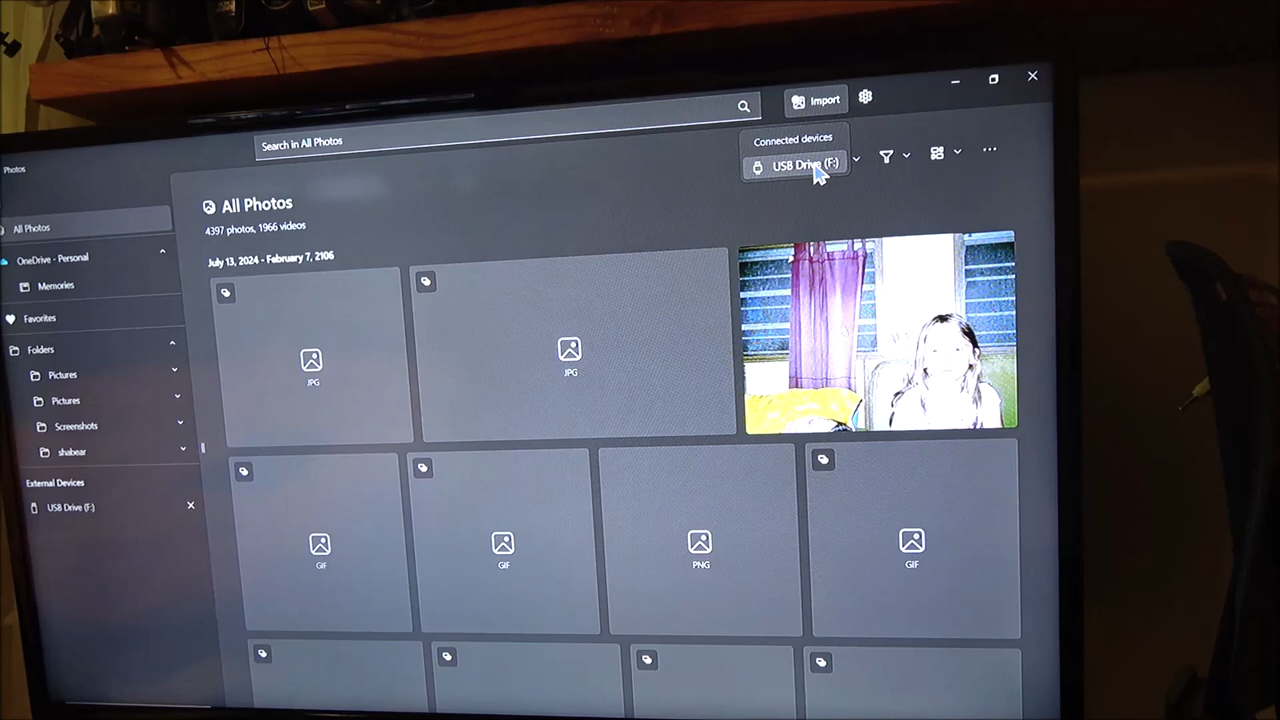 Import
Search in All Photos
Photos
Connected devices
USB Drive (F:)
All Photos
4397 photos, 1966 videos
July 13, 2024 - February 7, 2106
All Photos
OneDrive - Personal
Memories
Favorites
Folders
Pictures
Pictures
Screenshots
shabear
External Devices
USB Drive (F:)
JPG
JPG
GIF
GIF
PNG
GIF